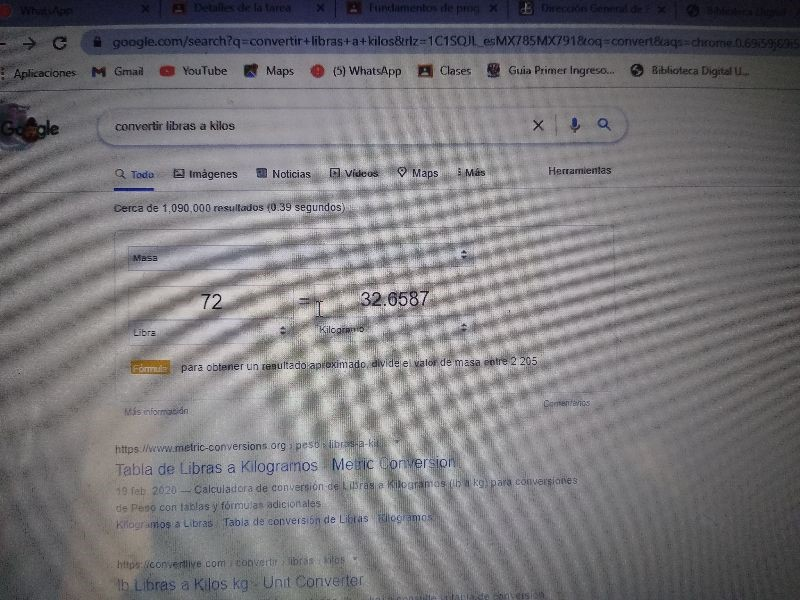 WhatsApp Detalles de la tarea Fundamentos de prog Dirección General de E Biblioteca Digital
google.com/search?q=convertir+libras+a+kilos&rlz=1C1SQJL_esMX785MX791&oq=convert&aqs=chrome.0.69i59j69i5
Aplicaciones Gmail YouTube Maps (5) WhatsApp Clases Guia Primer Ingreso... Biblioteca Digital U...
Google convertir libras a kilos
Todo Imágenes Noticias Vídeos Maps Más Herramientas
Cerca de 1,090,000 resultados (0.39 segundos)
Masa
72 = 32.6587
Libra Kilogramo
Fórmula para obtener un resultado aproximado, divide el valor de masa entre 2.205
Más información Comentarios
https://www.metric-conversions.org › peso › libras-a-kil...
Tabla de Libras a Kilogramos - Metric Conversion
19 feb. 2020 — Calculadora de conversión de Libras a Kilogramos (lb a kg) para conversiones
de Peso con tablas y fórmulas adicionales.
Kilogramos a Libras · Tabla de conversión de Libras · Kilogramos
https://convertlive.com › convertir › libras › kilos
lb Libras a Kilos kg - Unit Converter
tabla de conversión